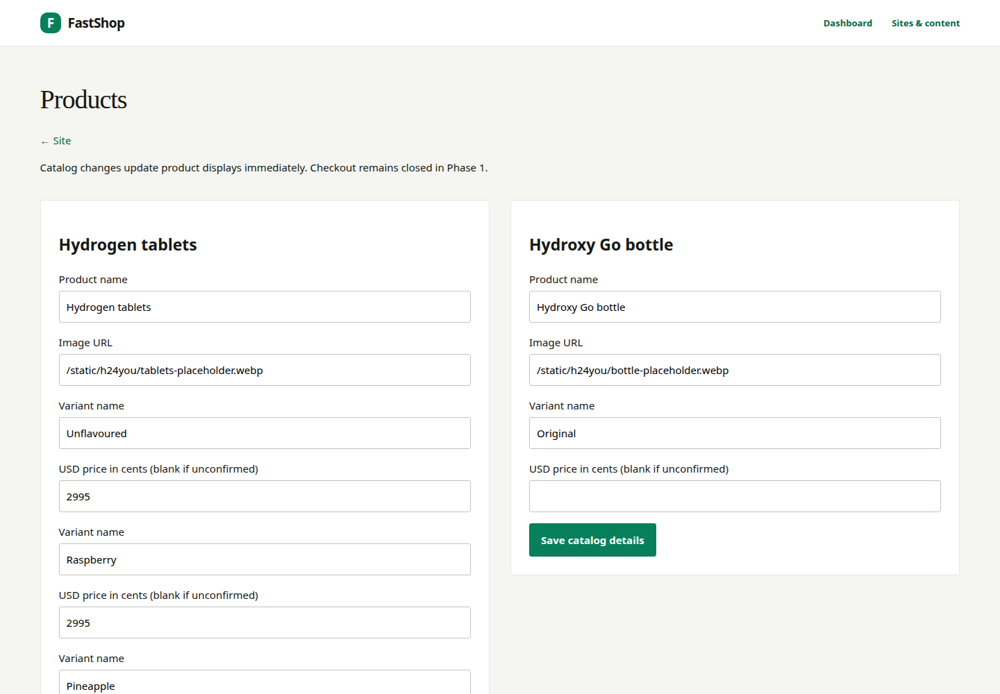 F FastShop
Dashboard Sites & content
Products
← Site
Catalog changes update product displays immediately. Checkout remains closed in Phase 1.
Hydrogen tablets
Product name
Hydrogen tablets
Image URL
/static/h24you/tablets-placeholder.webp
Variant name
Unflavoured
USD price in cents (blank if unconfirmed)
2995
Variant name
Raspberry
USD price in cents (blank if unconfirmed)
2995
Variant name
Pineapple
Hydroxy Go bottle
Product name
Hydroxy Go bottle
Image URL
/static/h24you/bottle-placeholder.webp
Variant name
Original
USD price in cents (blank if unconfirmed)
Save catalog details